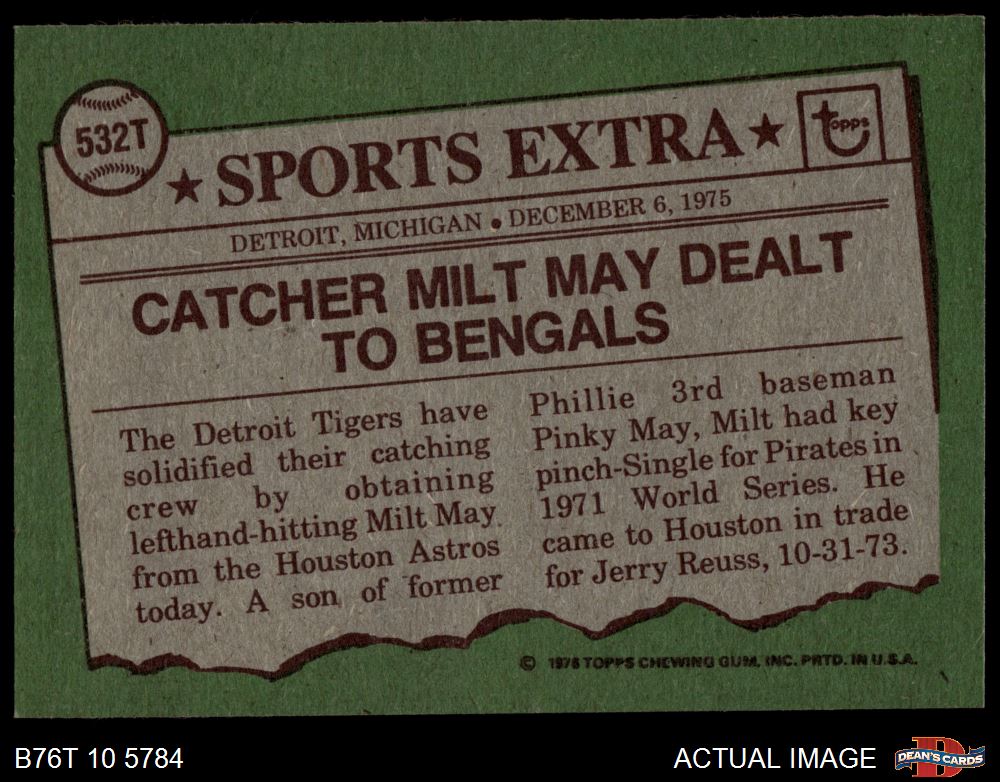 532T
★ SPORTS EXTRA ★
Topps
DETROIT, MICHIGAN • DECEMBER 6, 1975
CATCHER MILT MAY DEALT
TO BENGALS
The Detroit Tigers have
solidified their catching
crew by obtaining
lefthand-hitting Milt May
from the Houston Astros
today. A son of former
Phillie 3rd baseman
Pinky May, Milt had key
pinch-Single for Pirates in
1971 World Series. He
came to Houston in trade
for Jerry Reuss, 10-31-73.
© 1976 TOPPS CHEWING GUM, INC. PRTD. IN U.S.A.
B76T 10 5784
ACTUAL IMAGE
D
DEAN'S CARDS